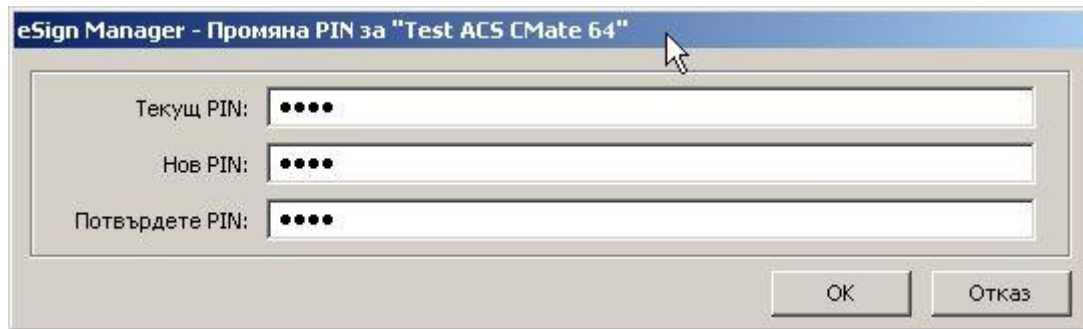 eSign Manager - Промяна PIN за "Test ACS CMate 64"
Текущ PIN: ••••
Нов PIN: ••••
Потвърдете PIN: ••••
OK Отказ